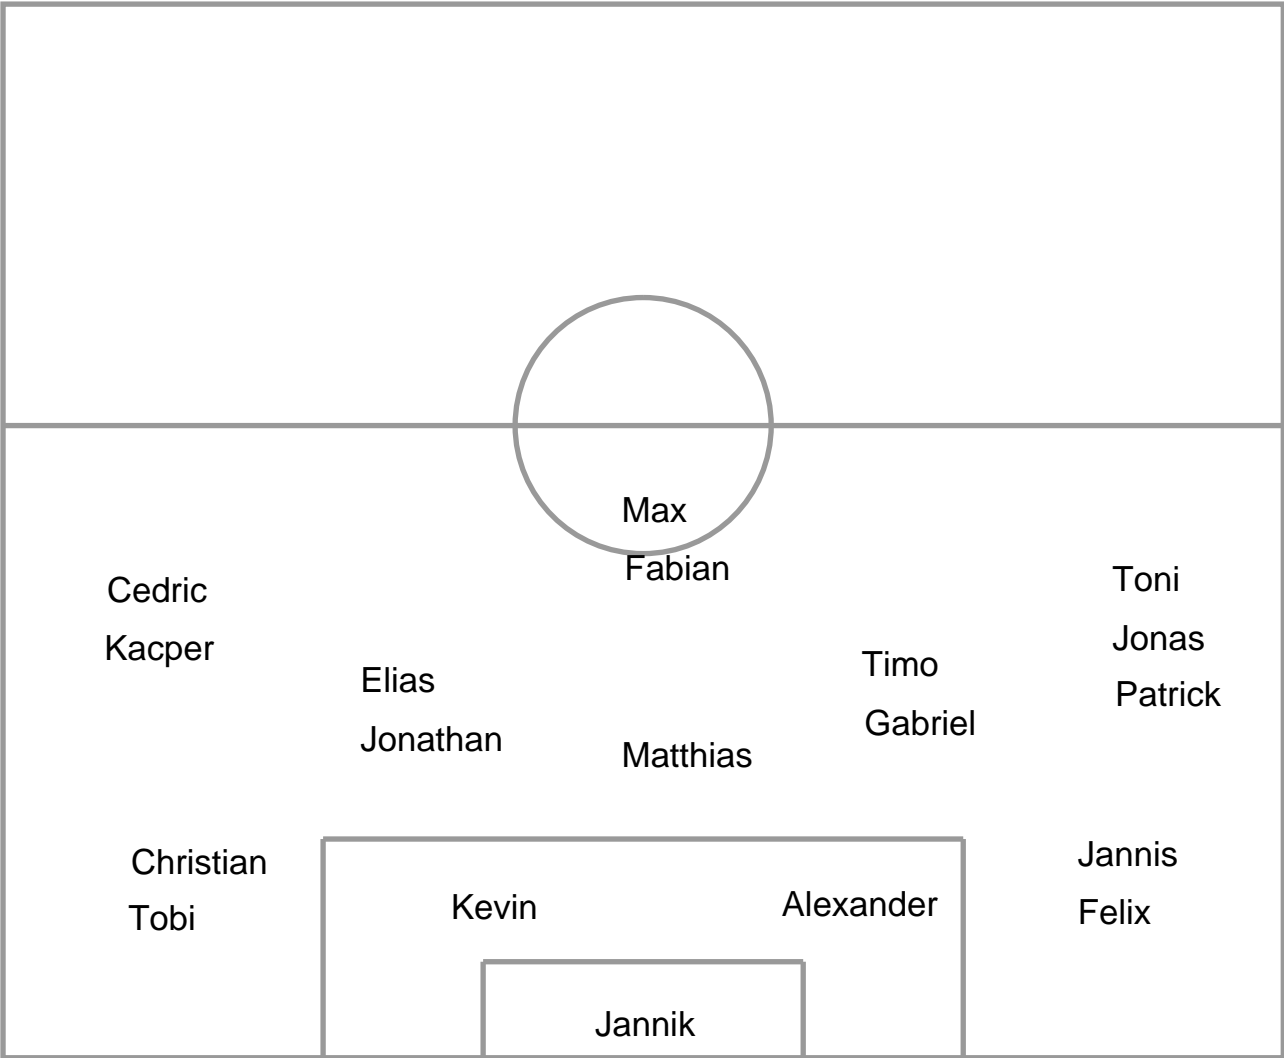 Max
Fabian
Cedric
Kacper
Toni
Jonas
Patrick
Elias
Jonathan
Timo
Gabriel
Matthias
Christian
Tobi
Kevin
Alexander
Jannis
Felix
Jannik